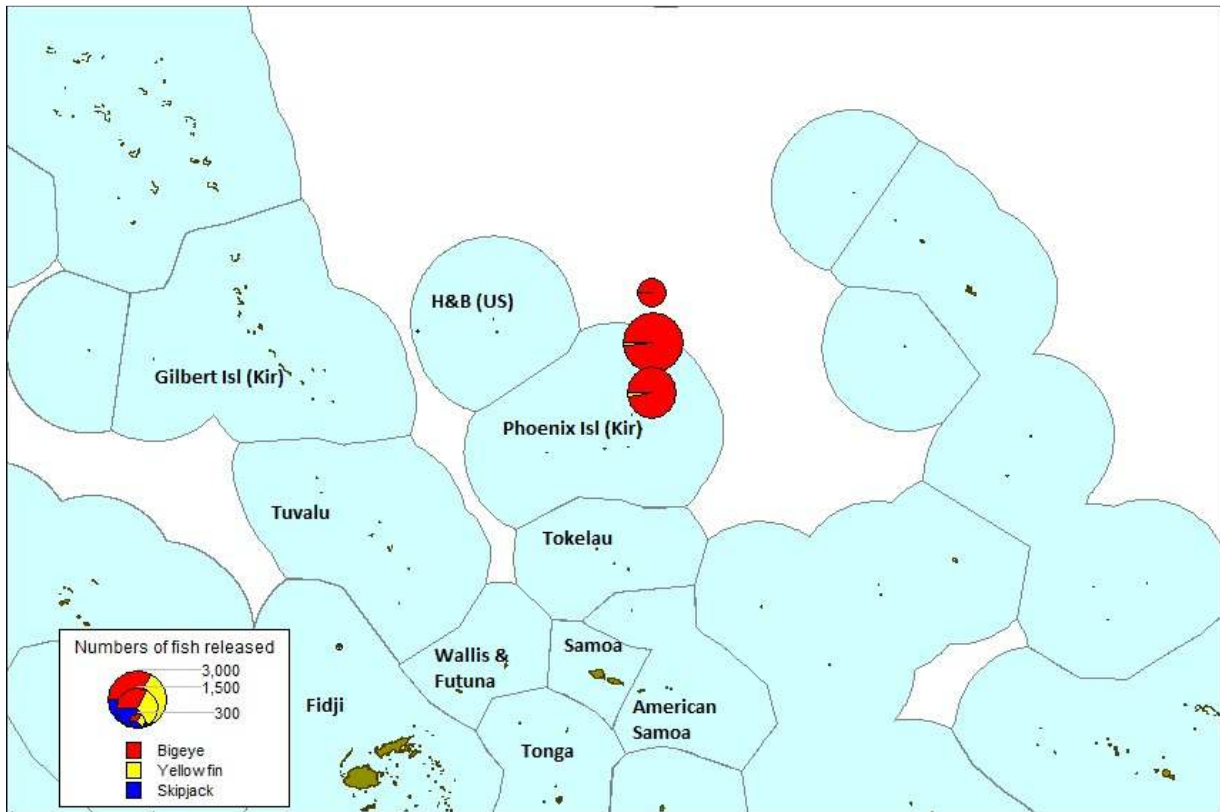 H&B (US)
Gilbert Isl (Kir)
Phoenix Isl (Kir)
Tuvalu
Tokelau
Wallis &
Futuna
Samoa
Fidji
American
Samoa
Tonga
Numbers of fish released
3,000
1,500
300
Bigeye
Yellowfin
Skipjack